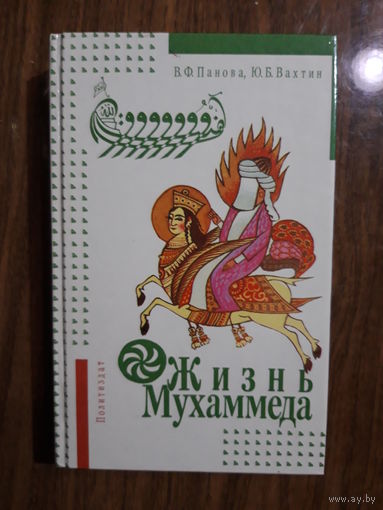 В. Ф. Панова, Ю. Б. Вахтин
Политиздат
Жизнь
Мухаммеда
www.ay.by